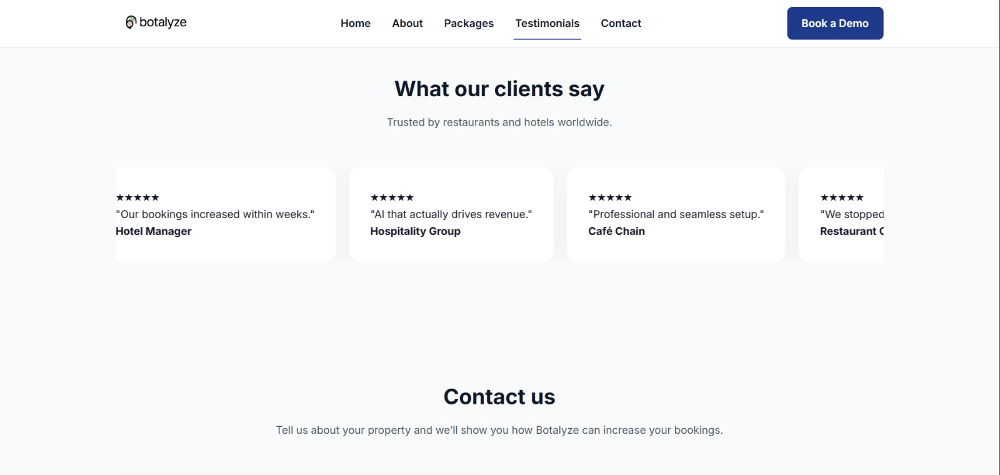 botalyze
Home About Packages Testimonials Contact
Book a Demo
What our clients say
Trusted by restaurants and hotels worldwide.
★★★★★
"Our bookings increased within weeks."
Hotel Manager
★★★★★
"AI that actually drives revenue."
Hospitality Group
★★★★★
"Professional and seamless setup."
Café Chain
★★★★★
"We stopped
Restaurant
Contact us
Tell us about your property and we’ll show you how Botalyze can increase your bookings.